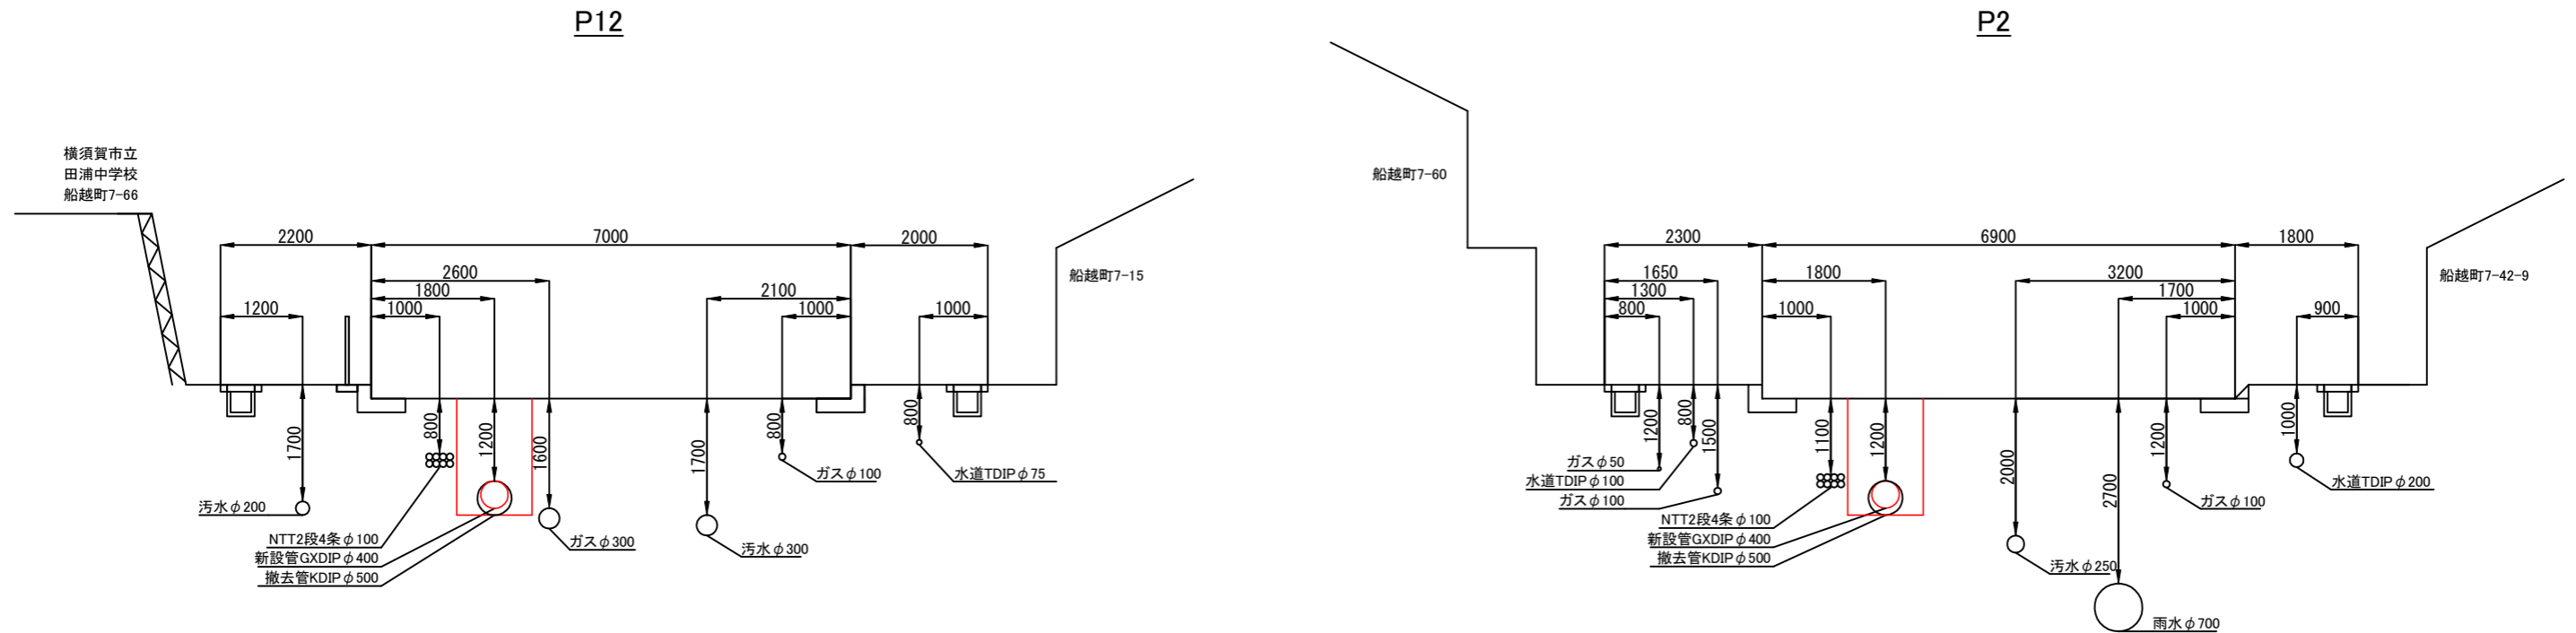 P12
横須賀市立
田浦中学校
船越町7-66
2200
7000
2000
2600
1800
2100
1000
1000
1000
1200
船越町7-15
1700
800
1200
1600
1700
800
800
汚水φ200
NTT2段4条φ100
新設管GXDIPφ400
撤去管KDIPφ500
ガスφ300
汚水φ300
ガスφ100
水道TDIPφ75
P2
船越町7-60
2300
6900
1800
1650
1800
3200
1300
1700
800
1000
1000
900
船越町7-42-9
1200
800
1500
1100
1200
2000
2700
1200
1000
ガスφ50
水道TDIPφ100
ガスφ100
NTT2段4条φ100
新設管GXDIPφ400
撤去管KDIPφ500
汚水φ250
雨水φ700
ガスφ100
水道TDIPφ200